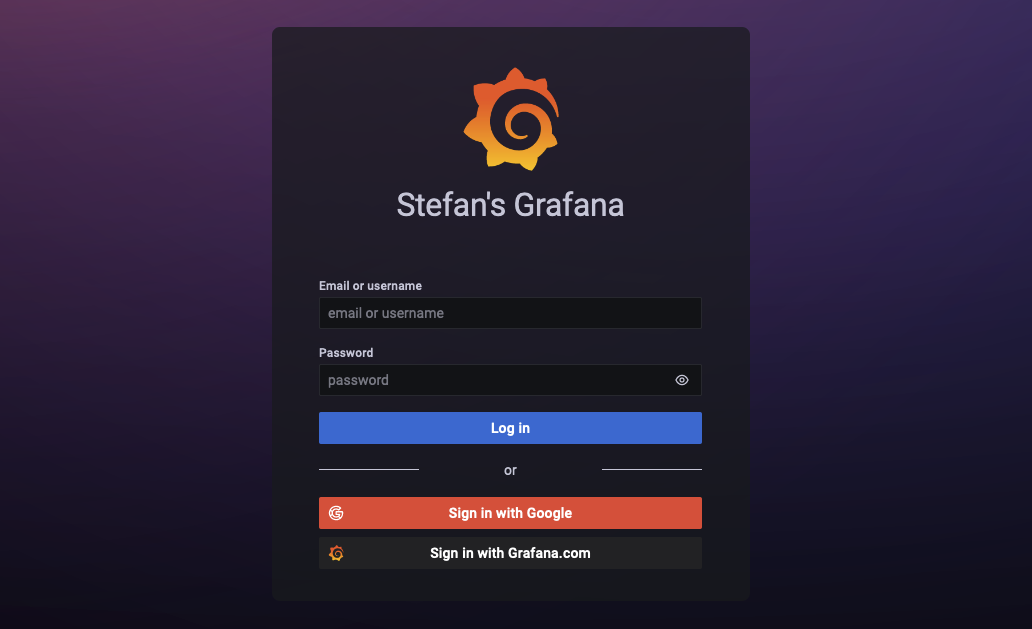 Stefan's Grafana
Email or username
email or username
Password
password
Log in
or
Sign in with Google
Sign in with Grafana.com